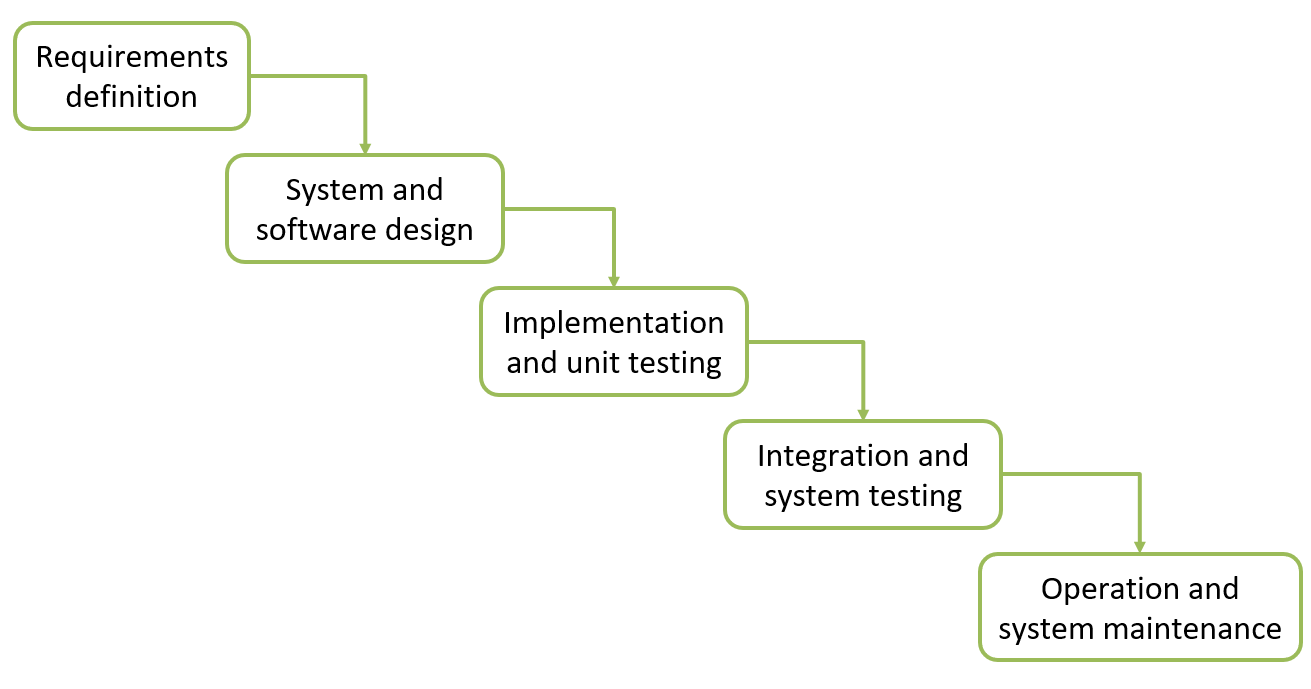 Requirements
definition
System and
software design
Implementation
and unit testing
Integration and
system testing
Operation and
system maintenance